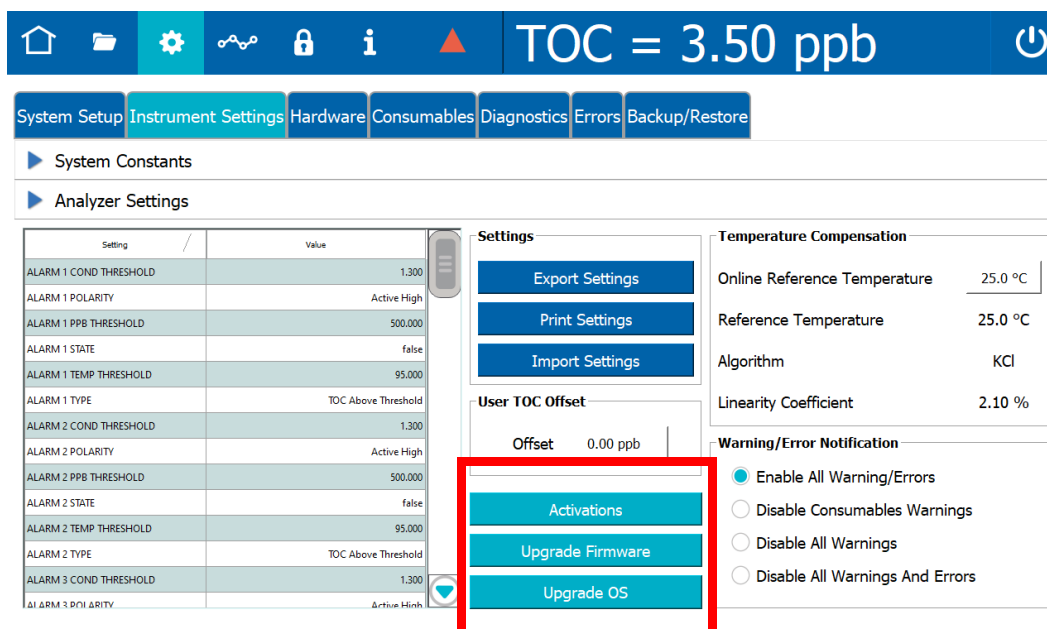 TOC = 3.50 ppb
System Setup Instrument Settings Hardware Consumables Diagnostics Errors Backup/Restore
System Constants
Analyzer Settings
Setting Value
ALARM 1 COND THRESHOLD 1.300
ALARM 1 POLARITY Active High
ALARM 1 PPB THRESHOLD 500.000
ALARM 1 STATE false
ALARM 1 TEMP THRESHOLD 95.000
ALARM 1 TYPE TOC Above Threshold
ALARM 2 COND THRESHOLD 1.300
ALARM 2 POLARITY Active High
ALARM 2 PPB THRESHOLD 500.000
ALARM 2 STATE false
ALARM 2 TEMP THRESHOLD 95.000
ALARM 2 TYPE TOC Above Threshold
ALARM 3 COND THRESHOLD 1.300
ALARM 3 POLARITY Active High
Settings
Export Settings
Print Settings
Import Settings
User TOC Offset
Offset 0.00 ppb
Activations
Upgrade Firmware
Upgrade OS
Temperature Compensation
Online Reference Temperature 25.0 °C
Reference Temperature 25.0 °C
Algorithm KCl
Linearity Coefficient 2.10 %
Warning/Error Notification
Enable All Warning/Errors
Disable Consumables Warnings
Disable All Warnings
Disable All Warnings And Errors